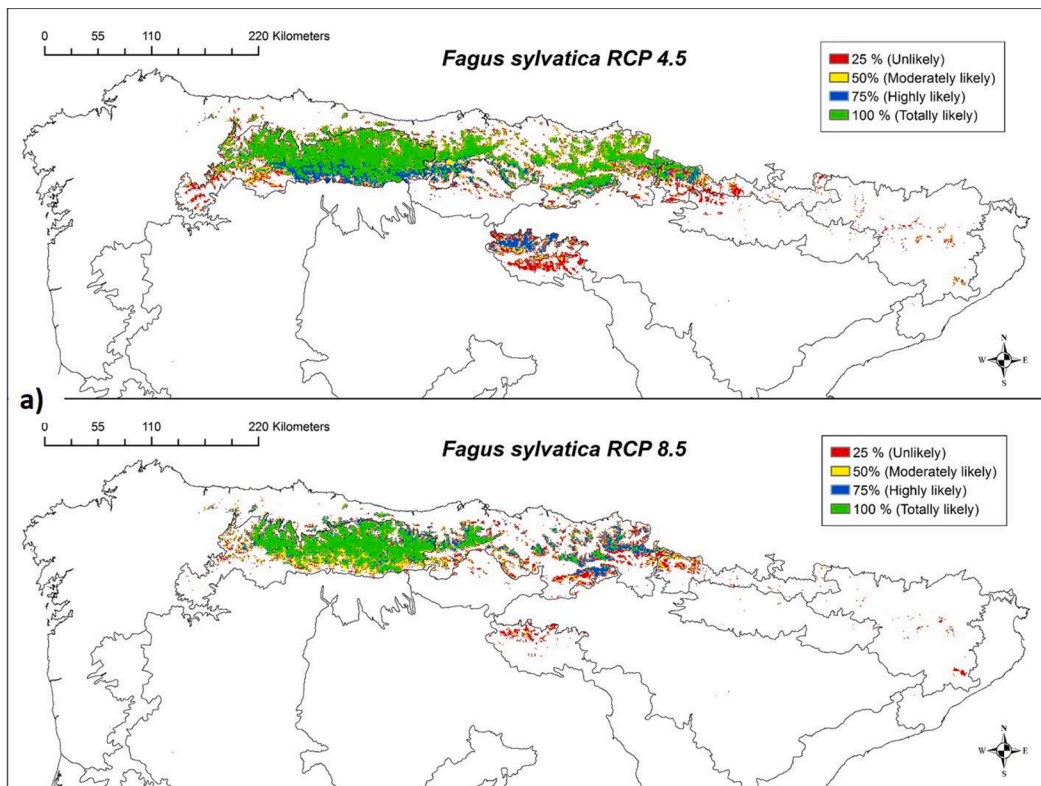 0 55 110 220 Kilometers
Fagus sylvatica RCP 4.5
25 % (Unlikely)
50% (Moderately likely)
75% (Highly likely)
100 % (Totally likely)
N
W E
S
a)
0 55 110 220 Kilometers
Fagus sylvatica RCP 8.5
25 % (Unlikely)
50% (Moderately likely)
75% (Highly likely)
100 % (Totally likely)
N
W E
S